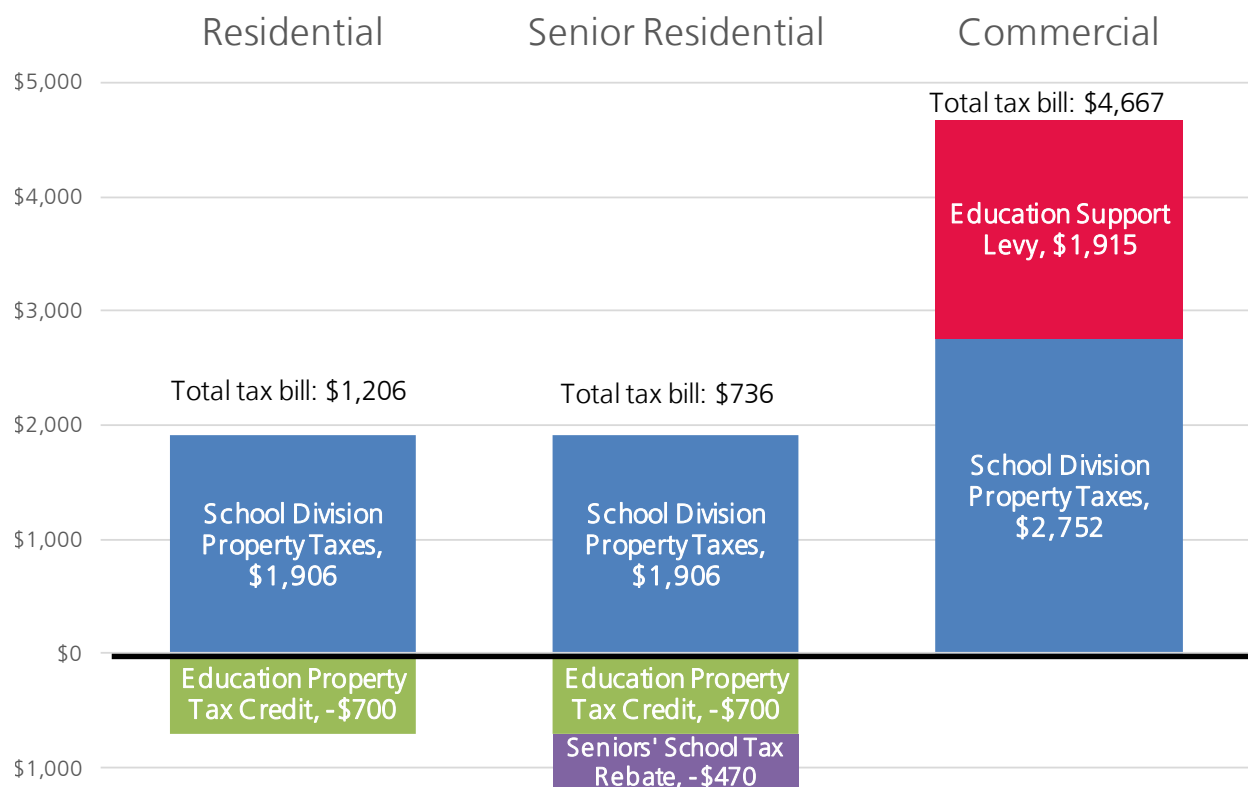 Residential
Senior Residential
Commercial
$5,000
Total tax bill: $4,667
$4,000
Education Support
Levy, $1,915
$3,000
Total tax bill: $1,206
Total tax bill: $736
$2,000
School Division
Property Taxes,
$1,906
School Division
Property Taxes,
$1,906
School Division
Property Taxes,
$2,752
$1,000
$0
Education Property
Tax Credit, -$700
Education Property
Tax Credit, -$700
Seniors' School Tax
Rebate, -$470
$1,000